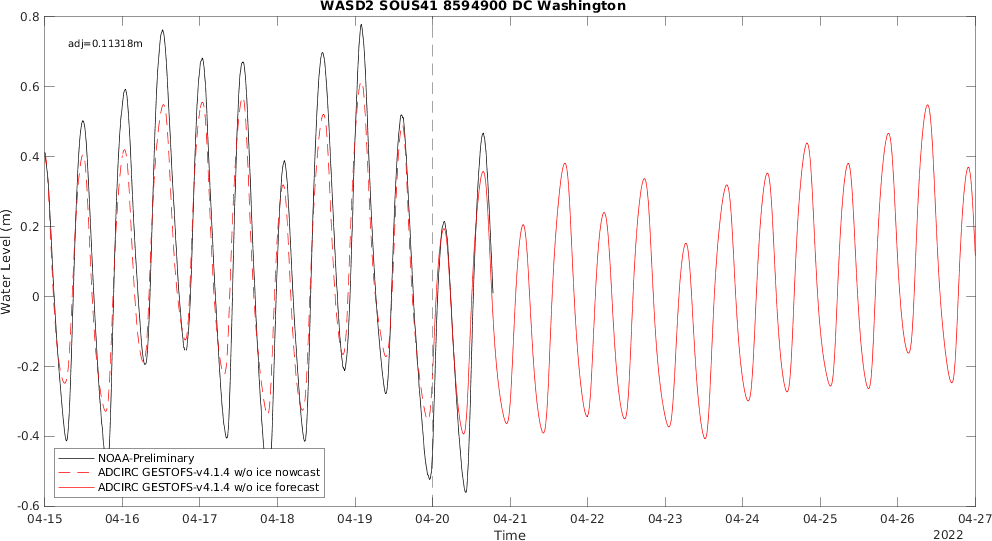 WASD2 SOUS41 8594900 DC Washington
adj=0.11318m
Water Level (m)
0.8
0.6
0.4
0.2
0
-0.2
-0.4
-0.6
NOAA-Preliminary
ADCIRC GESTOFS-v4.1.4 w/o ice nowcast
ADCIRC GESTOFS-v4.1.4 w/o ice forecast
04-15 04-16 04-17 04-18 04-19 04-20 04-21 04-22 04-23 04-24 04-25 04-26 04-27
Time
2022